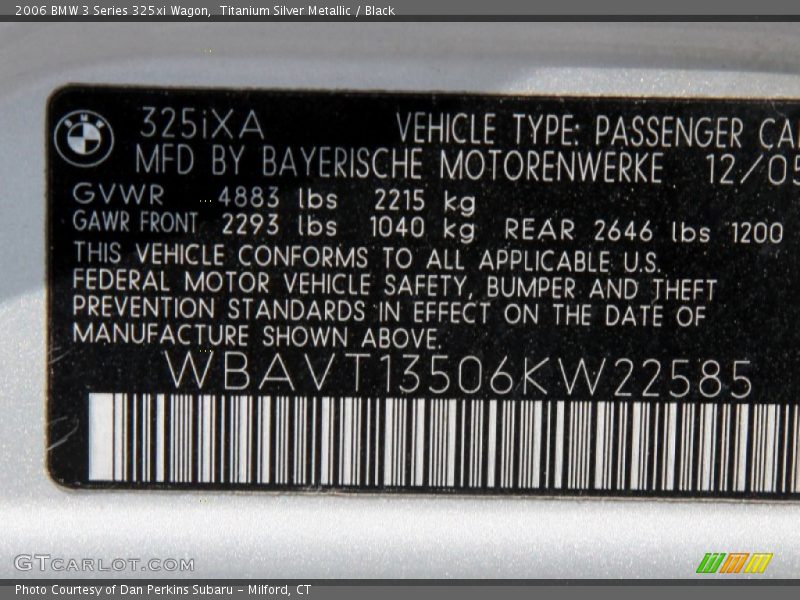 2006 BMW 3 Series 325xi Wagon,  Titanium Silver Metallic / Black
BMW
325iXA VEHICLE TYPE: PASSENGER CA
MFD BY BAYERISCHE MOTORENWERKE 12/05
GVWR 4883 lbs 2215 kg
GAWR FRONT 2293 lbs 1040 kg REAR 2646 lbs 1200
THIS VEHICLE CONFORMS TO ALL APPLICABLE U.S.
FEDERAL MOTOR VEHICLE SAFETY, BUMPER AND THEFT
PREVENTION STANDARDS IN EFFECT ON THE DATE OF
MANUFACTURE SHOWN ABOVE.
WBAVT13506KW22585
GTCARLOT.COM
Photo Courtesy of Dan Perkins Subaru - Milford, CT